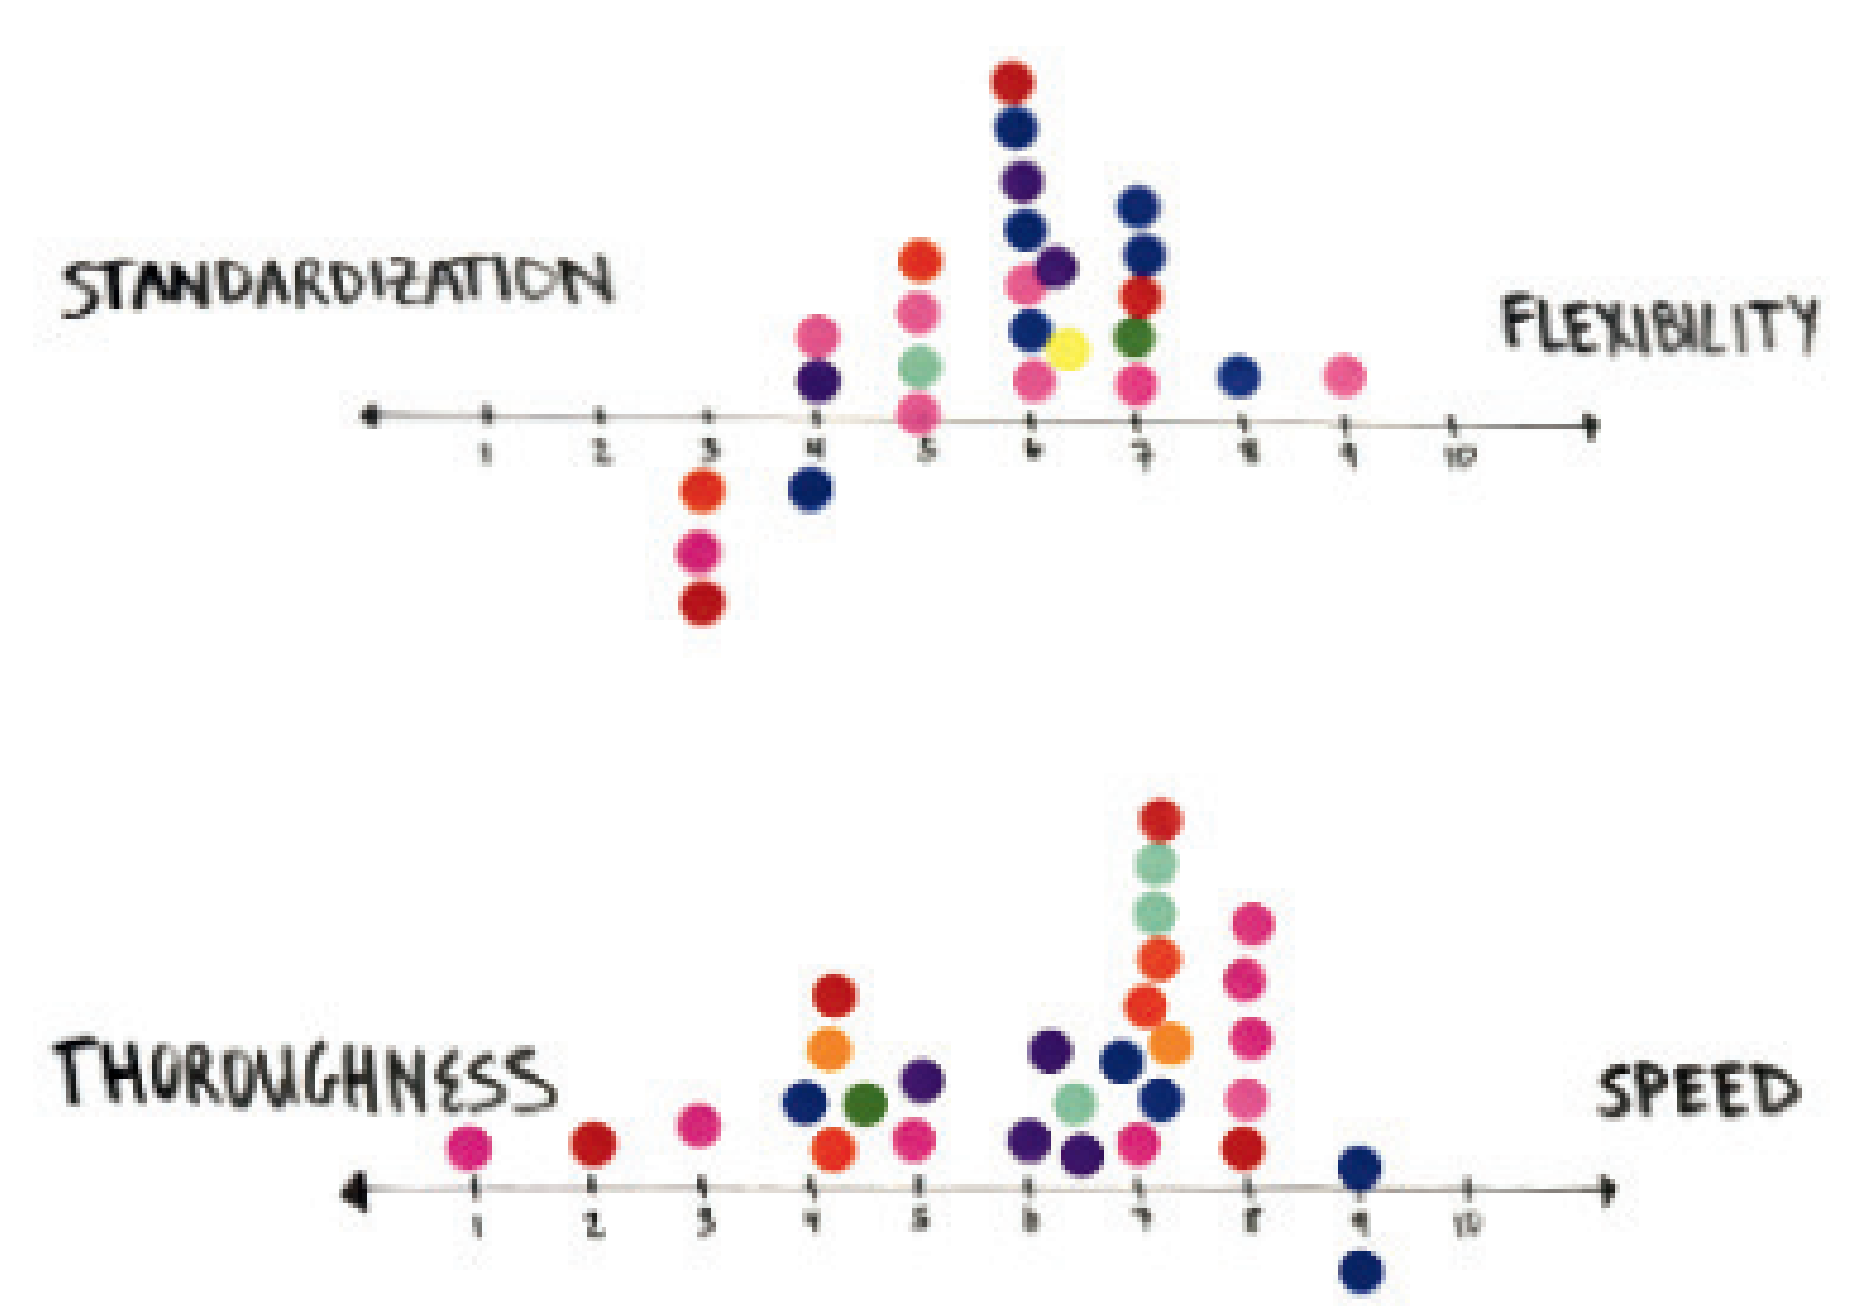 STANDARDIZATION
FLEXIBILITY
1 2 3 4 5 6 7 8 9 10
THOROUGHNESS
SPEED
1 2 3 4 5 6 7 8 9 10